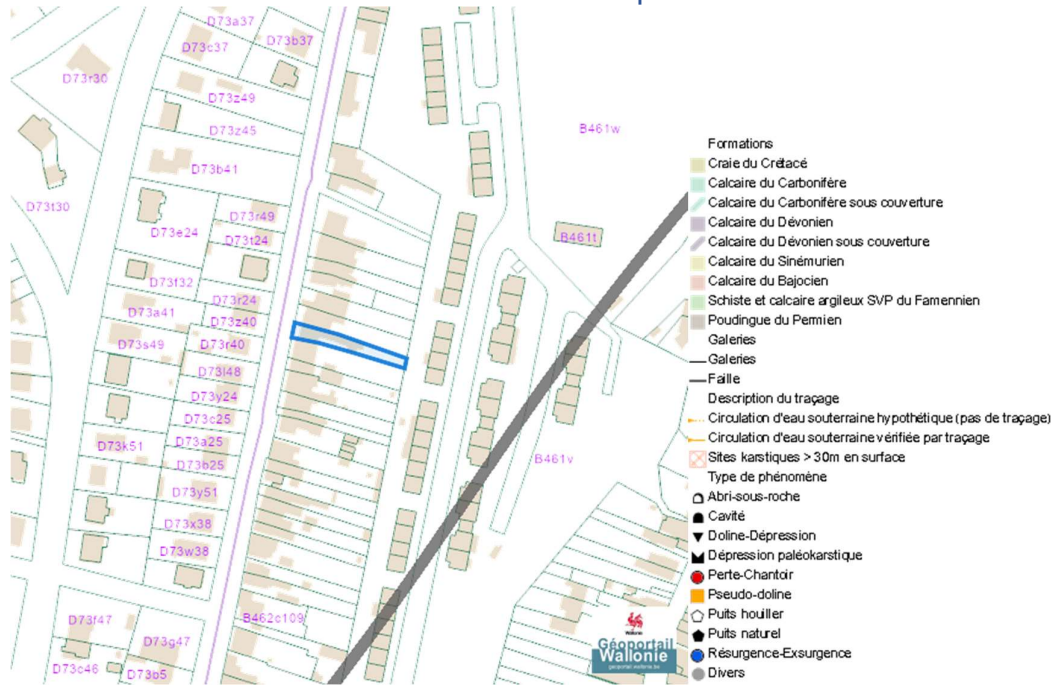 D73a37
D73c37
D73b37
D73r30
D73z49
D73z45
B461w
D73b41
D73t30
D73r49
D73e24
D73t24
B461t
D73f32
D73r24
D73a41
D73z40
D73s49
D73r40
D73l48
D73y24
D73c25
D73k51
D73a25
D73b25
B461v
D73y51
D73x38
D73w38
D73f47
B462c109
D73g47
D73c46
D73b5
Wallonie
Géoportail
Wallonie
geoportail.wallonie.be
Formations
Craie du Crétacé
Calcaire du Carbonifère
Calcaire du Carbonifère sous couverture
Calcaire du Dévonien
Calcaire du Dévonien sous couverture
Calcaire du Sinémurien
Calcaire du Bajocien
Schiste et calcaire argileux SVP du Famennien
Poudingue du Permien
Galeries
Galeries
Faille
Description du traçage
Circulation d'eau souterraine hypothétique (pas de traçage)
Circulation d'eau souterraine vérifiée par traçage
Sites karstiques > 30m en surface
Type de phénomène
Abri-sous-roche
Cavité
Doline-Dépression
Dépression paléokarstique
Perte-Chantoir
Pseudo-doline
Puits houiller
Puits naturel
Résurgence-Exsurgence
Divers